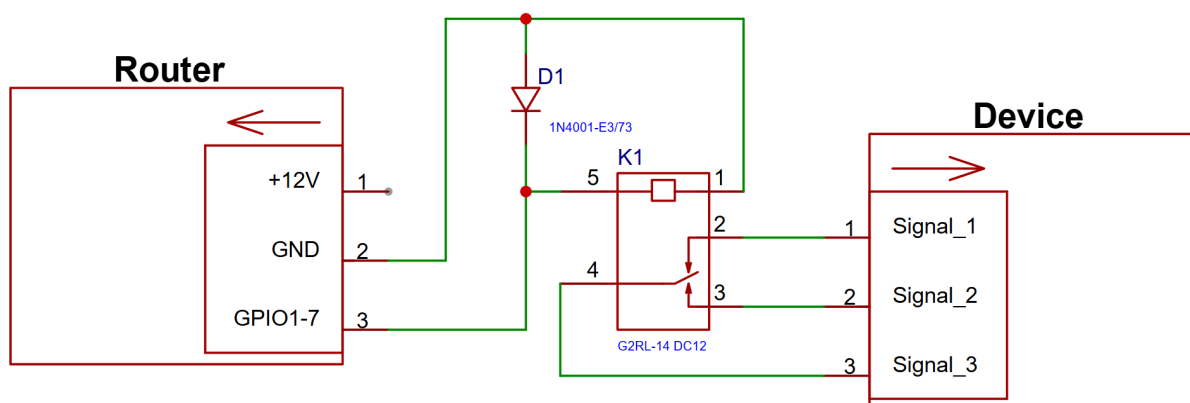 Router
+12V
1
GND
2
GPIO1-7
3
D1
1N4001-E3/73
K1
5
1
2
4
3
G2RL-14 DC12
Device
1
Signal_1
2
Signal_2
3
Signal_3